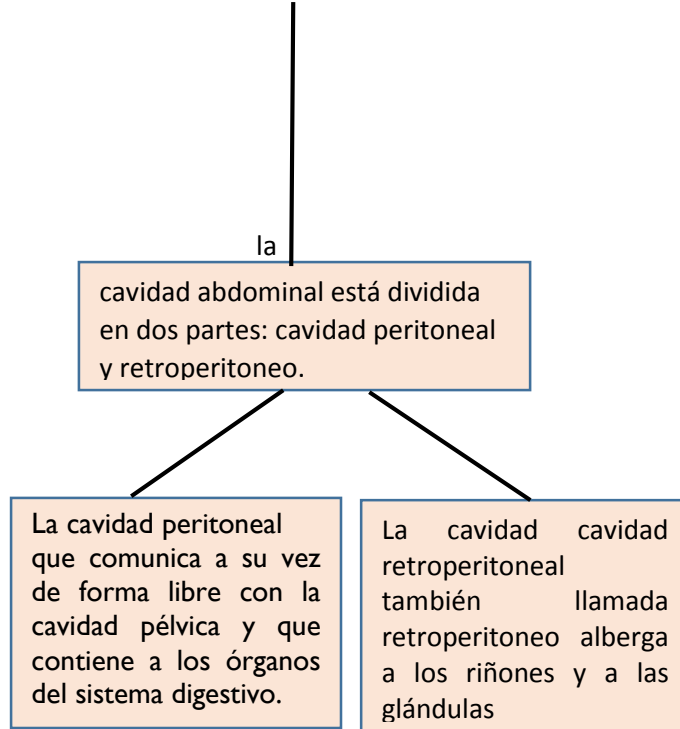 la
cavidad abdominal está dividida
en dos partes: cavidad peritoneal
y retroperitoneo.
La cavidad peritoneal
que comunica a su vez
de forma libre con la
cavidad pélvica y que
contiene a los órganos
del sistema digestivo.
La cavidad cavidad
retroperitoneal
también llamada
retroperitoneo alberga
a los riñones y a las
glándulas